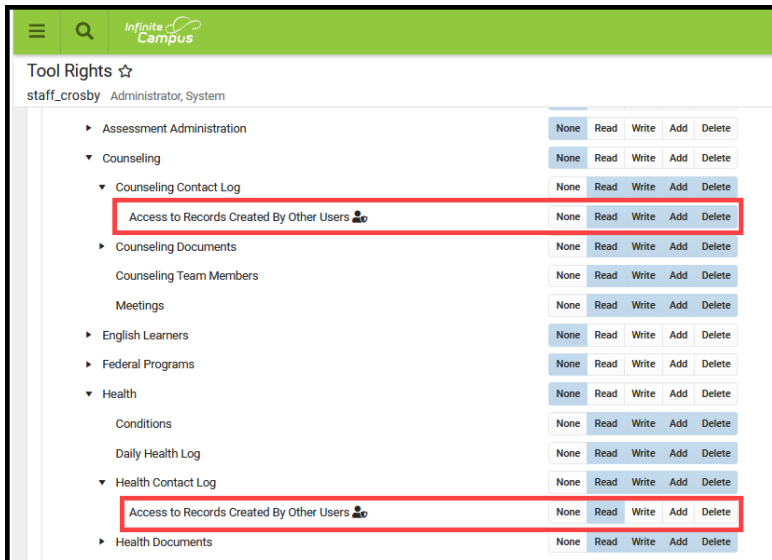 Infinite
Campus
Tool Rights
staff_crosby Administrator, System
Assessment Administration None Read Write Add Delete
Counseling None Read Write Add Delete
Counseling Contact Log None Read Write Add Delete
Access to Records Created By Other Users None Read Write Add Delete
Counseling Documents None Read Write Add Delete
Counseling Team Members None Read Write Add Delete
Meetings None Read Write Add Delete
English Learners None Read Write Add Delete
Federal Programs None Read Write Add Delete
Health None Read Write Add Delete
Conditions None Read Write Add Delete
Daily Health Log None Read Write Add Delete
Health Contact Log None Read Write Add Delete
Access to Records Created By Other Users None Read Write Add Delete
Health Documents None Read Write Add Delete